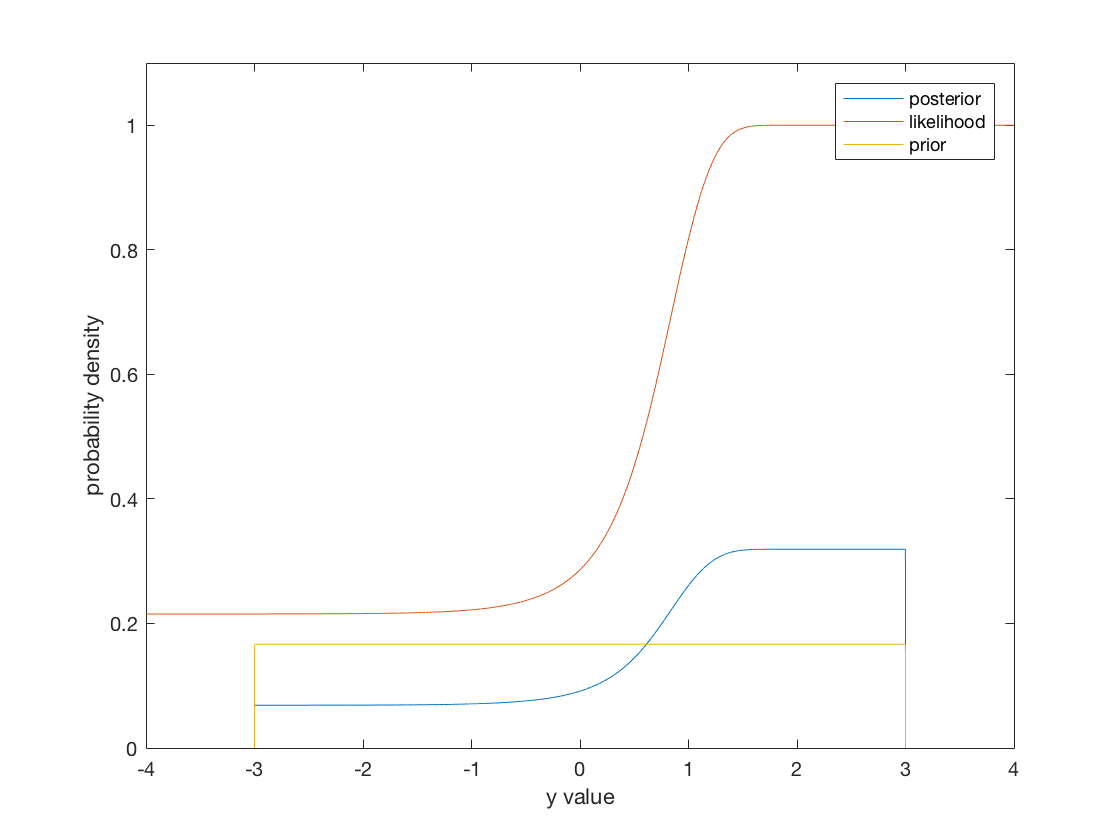 posterior
likelihood
prior
1
0.8
0.6
0.4
0.2
0
probability density
-4 -3 -2 -1 0 1 2 3 4
y value